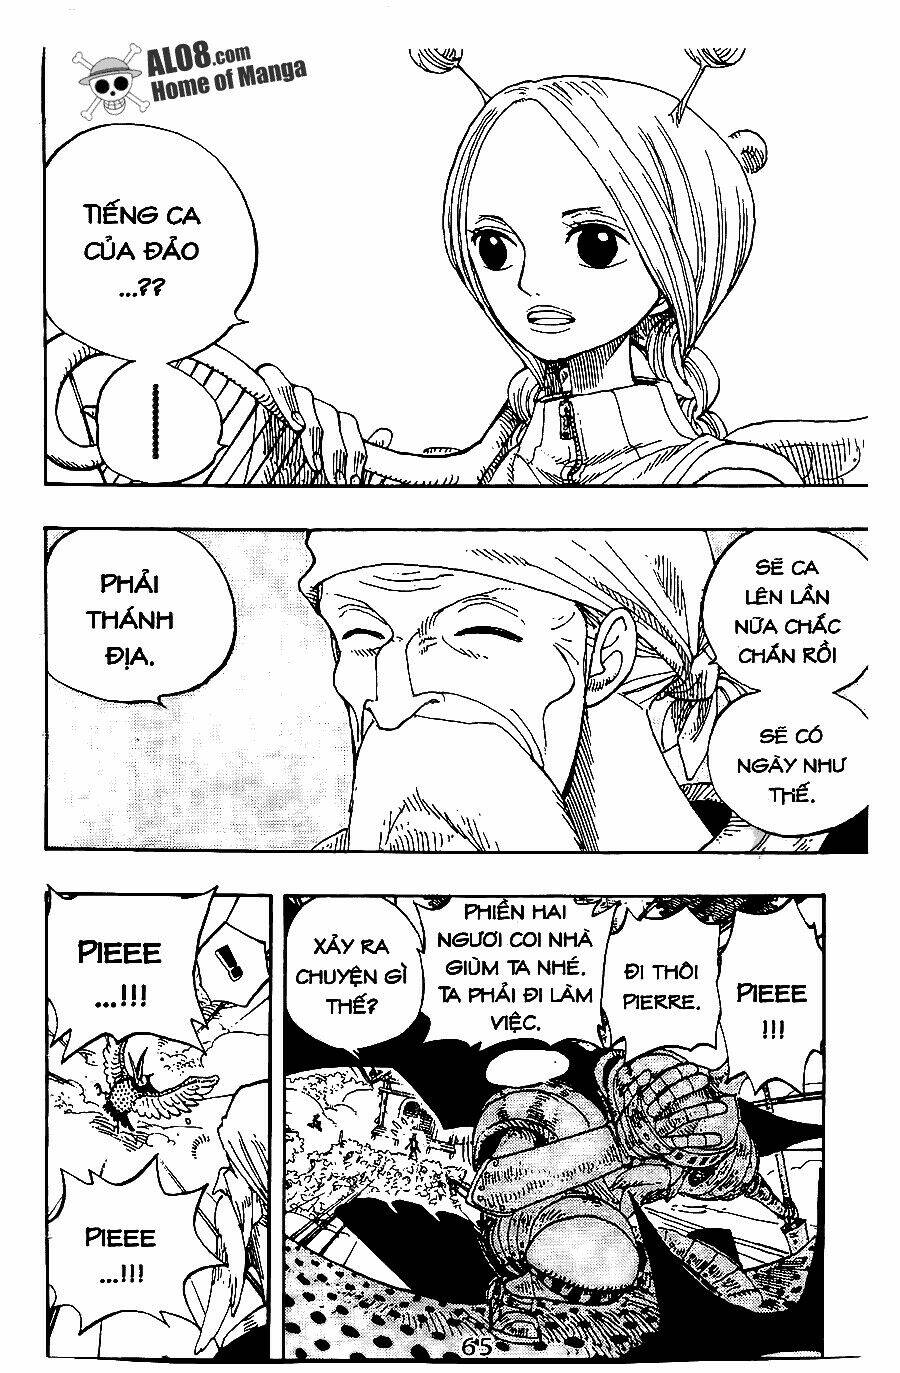 ALO8.com
Home of Manga
TIẾNG CA
CỦA ĐẢO
...??
SẼ CA
LÊN LẦN
NỮA CHẮC
CHẮN RỒI
SẼ CÓ
NGÀY NHƯ
THẾ.
PHẢI
THÁNH
ĐỊA.
PIEEE
!!!
ĐI THÔI
PIERRE.
PHIỀN HAI
NGƯƠI COI NHÀ
GIÙM TA NHÉ.
TA PHẢI ĐI LÀM
VIỆC.
XẢY RA
CHUYỆN GÌ
THẾ?
!
PIEEE
...!!!
PIEEE
...!!!
65